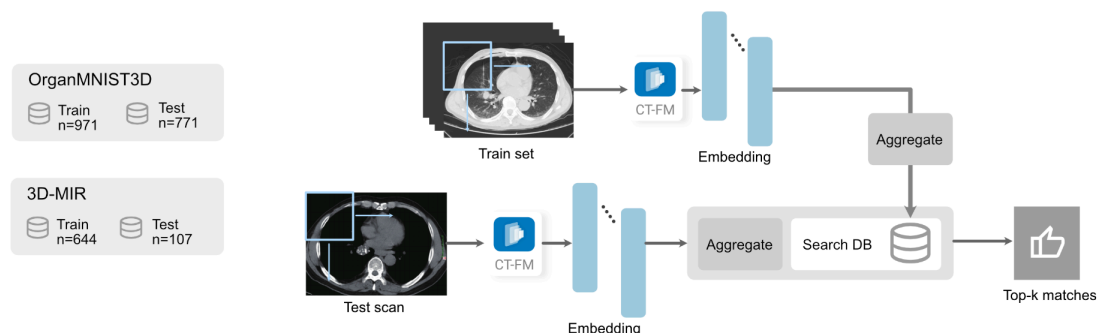 OrganMNIST3D
Train
n=971
Test
n=771
3D-MIR
Train
n=644
Test
n=107
CT-FM
Train set
Embedding
Aggregate
CT-FM
Test scan
Embedding
Aggregate
Search DB
Top-k matches